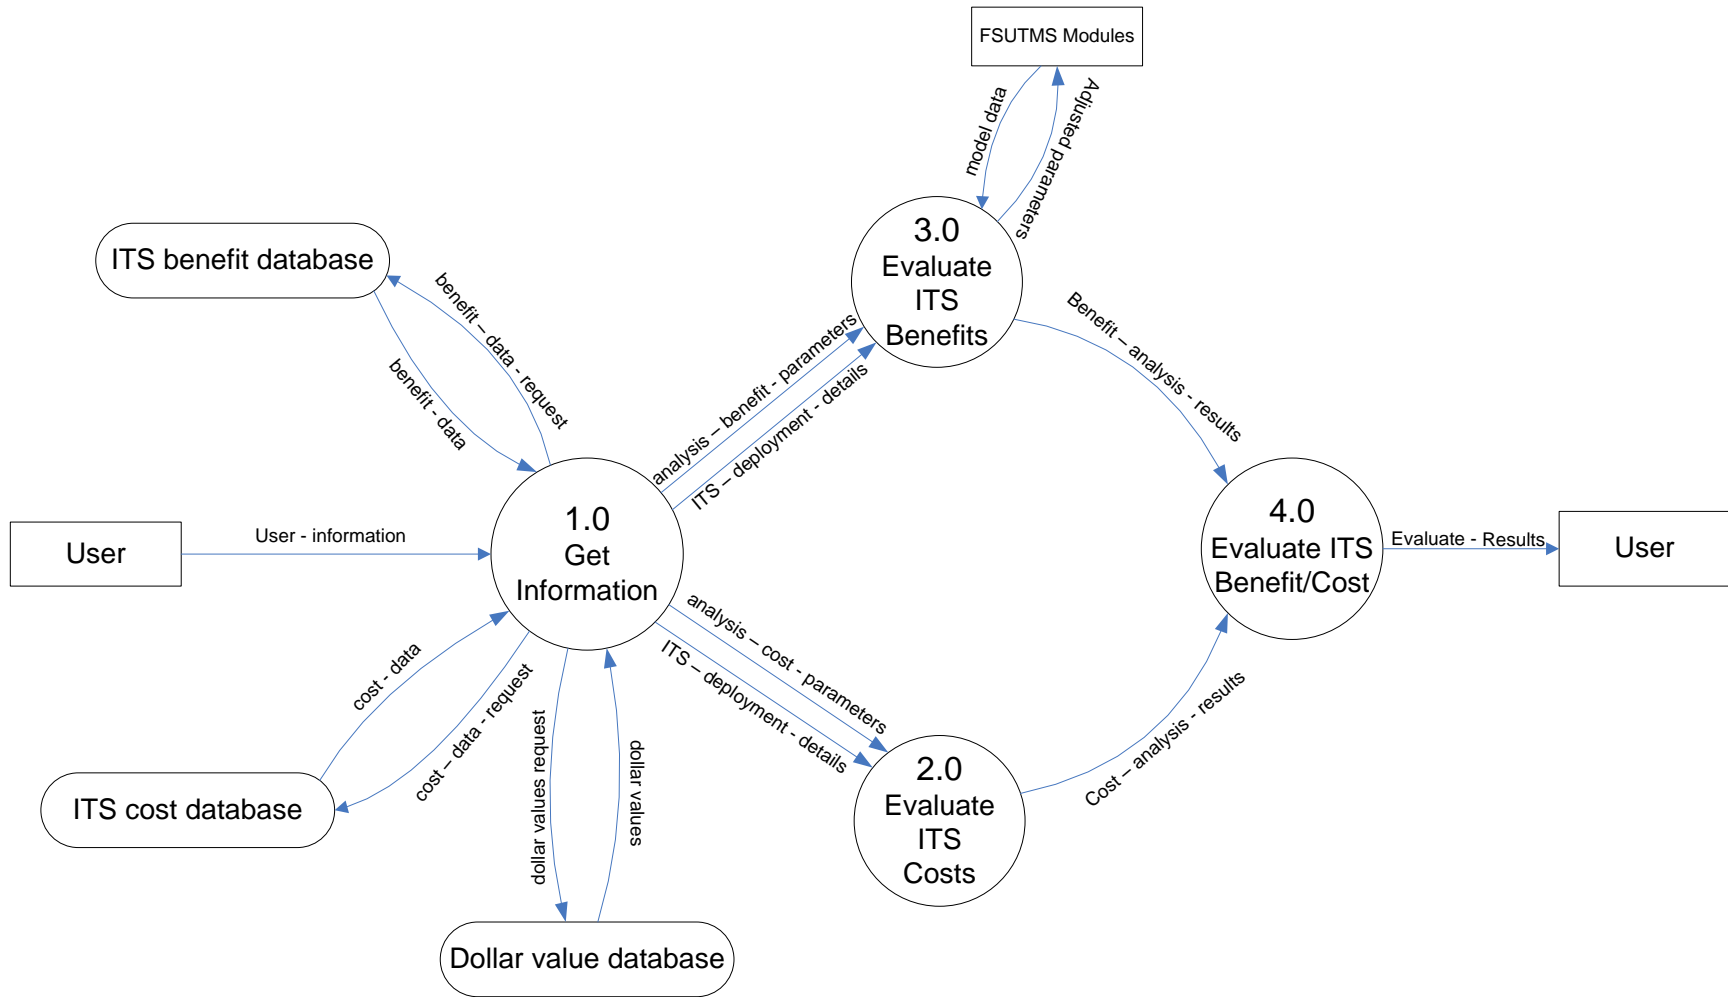 FSUTMS Modules
model data
Adjusted parameters
3.0
Evaluate
ITS
Benefits
ITS benefit database
benefit – data - request
benefit - data
analysis – benefit - parameters
ITS – deployment - details
Benefit – analysis - results
User
User - information
1.0
Get
Information
4.0
Evaluate ITS
Benefit/Cost
Evaluate - Results
User
cost - data
cost – data - request
analysis – cost - parameters
ITS – deployment - details
dollar values request
dollar values
ITS cost database
2.0
Evaluate
ITS
Costs
Cost – analysis - results
Dollar value database